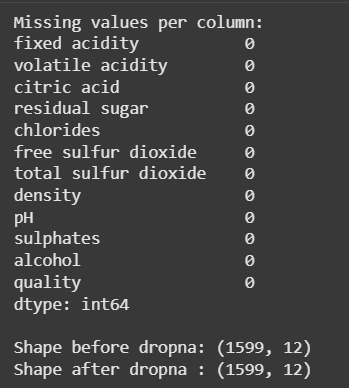 Missing values per column:
fixed acidity           0
volatile acidity        0
citric acid             0
residual sugar          0
chlorides               0
free sulfur dioxide     0
total sulfur dioxide    0
density                 0
pH                      0
sulphates               0
alcohol                 0
quality                 0
dtype: int64

Shape before dropna: (1599, 12)
Shape after dropna : (1599, 12)